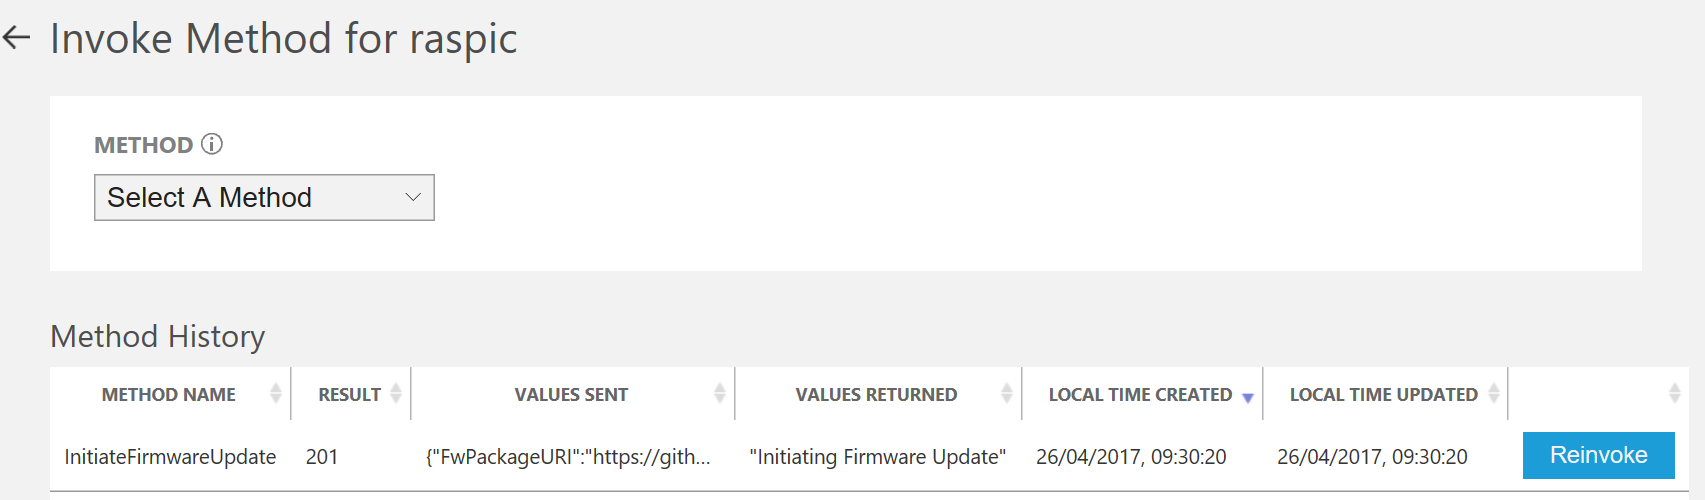 Invoke Method for raspic
METHOD
Select A Method
Method History
METHOD NAME RESULT VALUES SENT VALUES RETURNED LOCAL TIME CREATED LOCAL TIME UPDATED
InitiateFirmwareUpdate 201 {"FwPackageURI":"https://gith... "Initiating Firmware Update" 26/04/2017, 09:30:20 26/04/2017, 09:30:20 Reinvoke